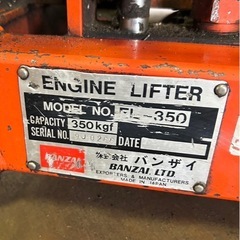 ENGINE LIFTER
MODEL NO. EL-350
CAPACITY 350kgf
SERIAL NO.
DATE
BANZAI
株式会社 バンザイ
BANZAI, LTD
EXPORTERS & MANUFACTURERS
MADE IN JAPAN